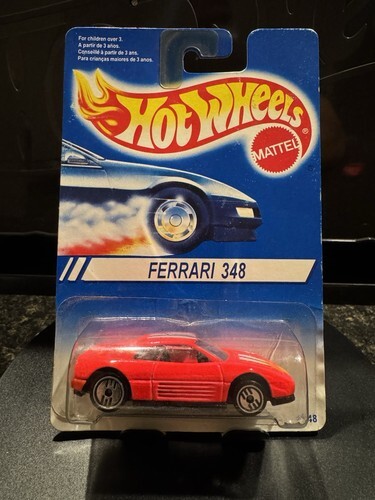 For children over 3.
A partir de 3 años.
Conseillé a partir de 3 ans.
Para crianças maiores de 3 anos.
HOT WHEELS
MATTEL
®
FERRARI 348
48